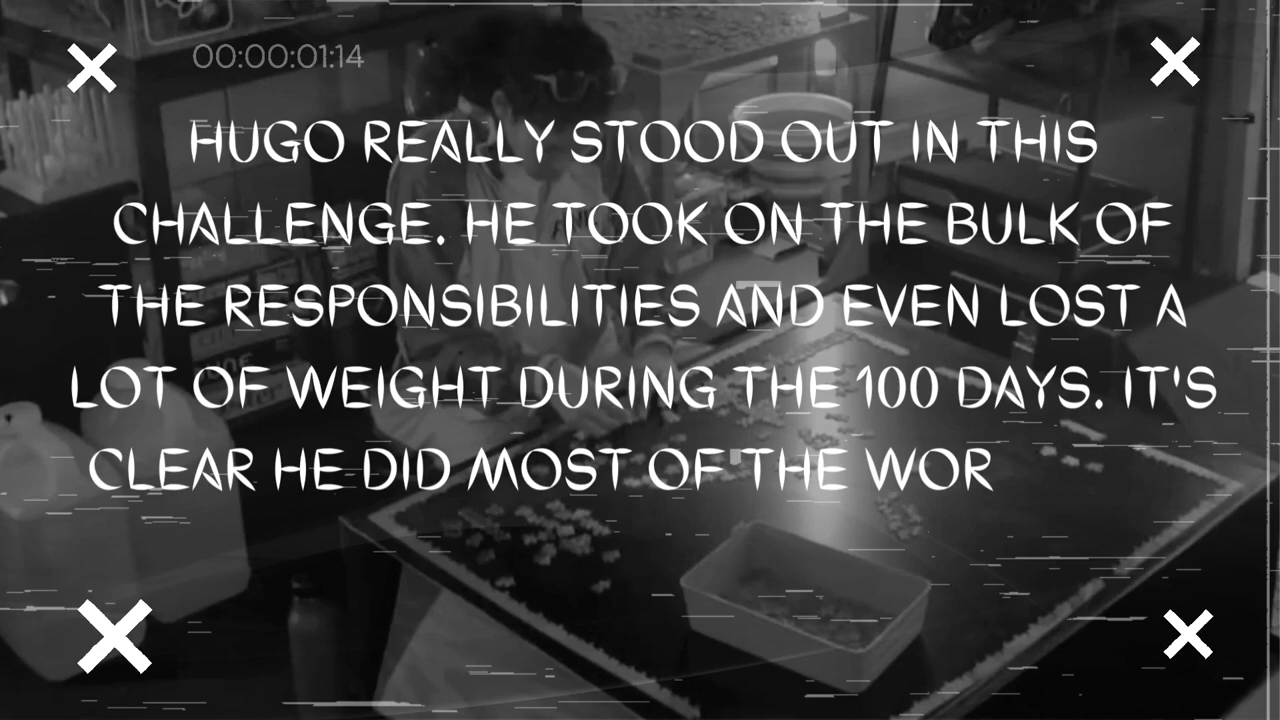 00:00:01:14
HUGO REALLY STOOD OUT IN THIS
CHALLENGE. HE TOOK ON THE BULK OF
THE RESPONSIBILITIES AND EVEN LOST A
LOT OF WEIGHT DURING THE 100 DAYS. IT'S
CLEAR HE DID MOST OF THE WOR